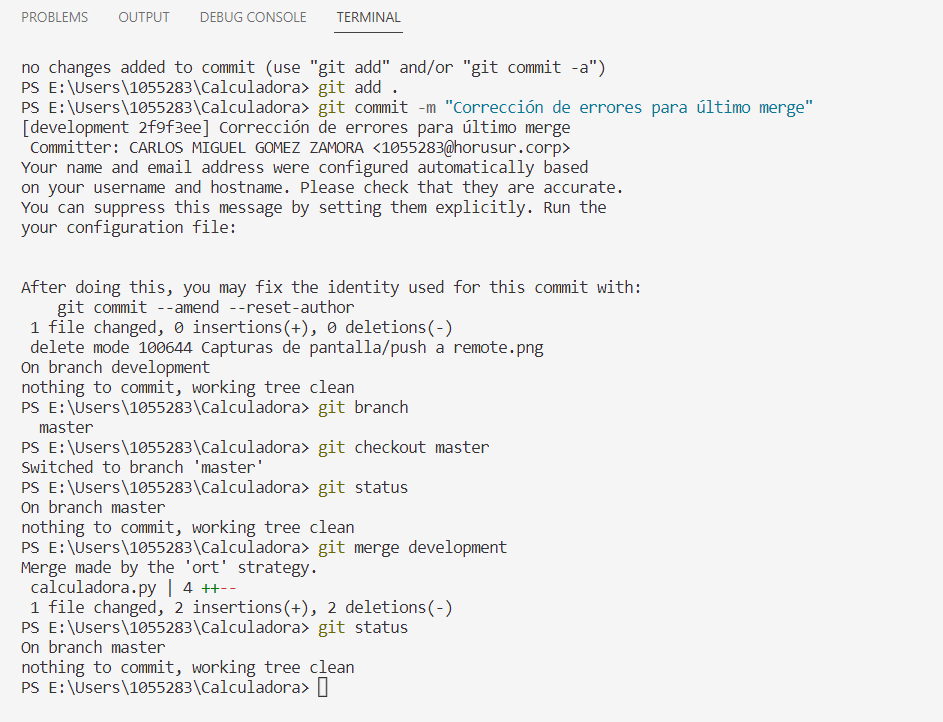 PROBLEMS OUTPUT DEBUG CONSOLE TERMINAL
no changes added to commit (use "git add" and/or "git commit -a")
PS E:\Users\1055283\Calculadora> git add .
PS E:\Users\1055283\Calculadora> git commit -m "Corrección de errores para último merge"
[development 2f9f3ee] Corrección de errores para último merge
 Committer: CARLOS MIGUEL GOMEZ ZAMORA <1055283@horusur.corp>
Your name and email address were configured automatically based
on your username and hostname. Please check that they are accurate.
You can suppress this message by setting them explicitly. Run the
your configuration file:
After doing this, you may fix the identity used for this commit with:
    git commit --amend --reset-author
 1 file changed, 0 insertions(+), 0 deletions(-)
 delete mode 100644 Capturas de pantalla/push a remote.png
On branch development
nothing to commit, working tree clean
PS E:\Users\1055283\Calculadora> git branch
  master
PS E:\Users\1055283\Calculadora> git checkout master
Switched to branch 'master'
PS E:\Users\1055283\Calculadora> git status
On branch master
nothing to commit, working tree clean
PS E:\Users\1055283\Calculadora> git merge development
Merge made by the 'ort' strategy.
 calculadora.py | 4 ++--
 1 file changed, 2 insertions(+), 2 deletions(-)
PS E:\Users\1055283\Calculadora> git status
On branch master
nothing to commit, working tree clean
PS E:\Users\1055283\Calculadora>